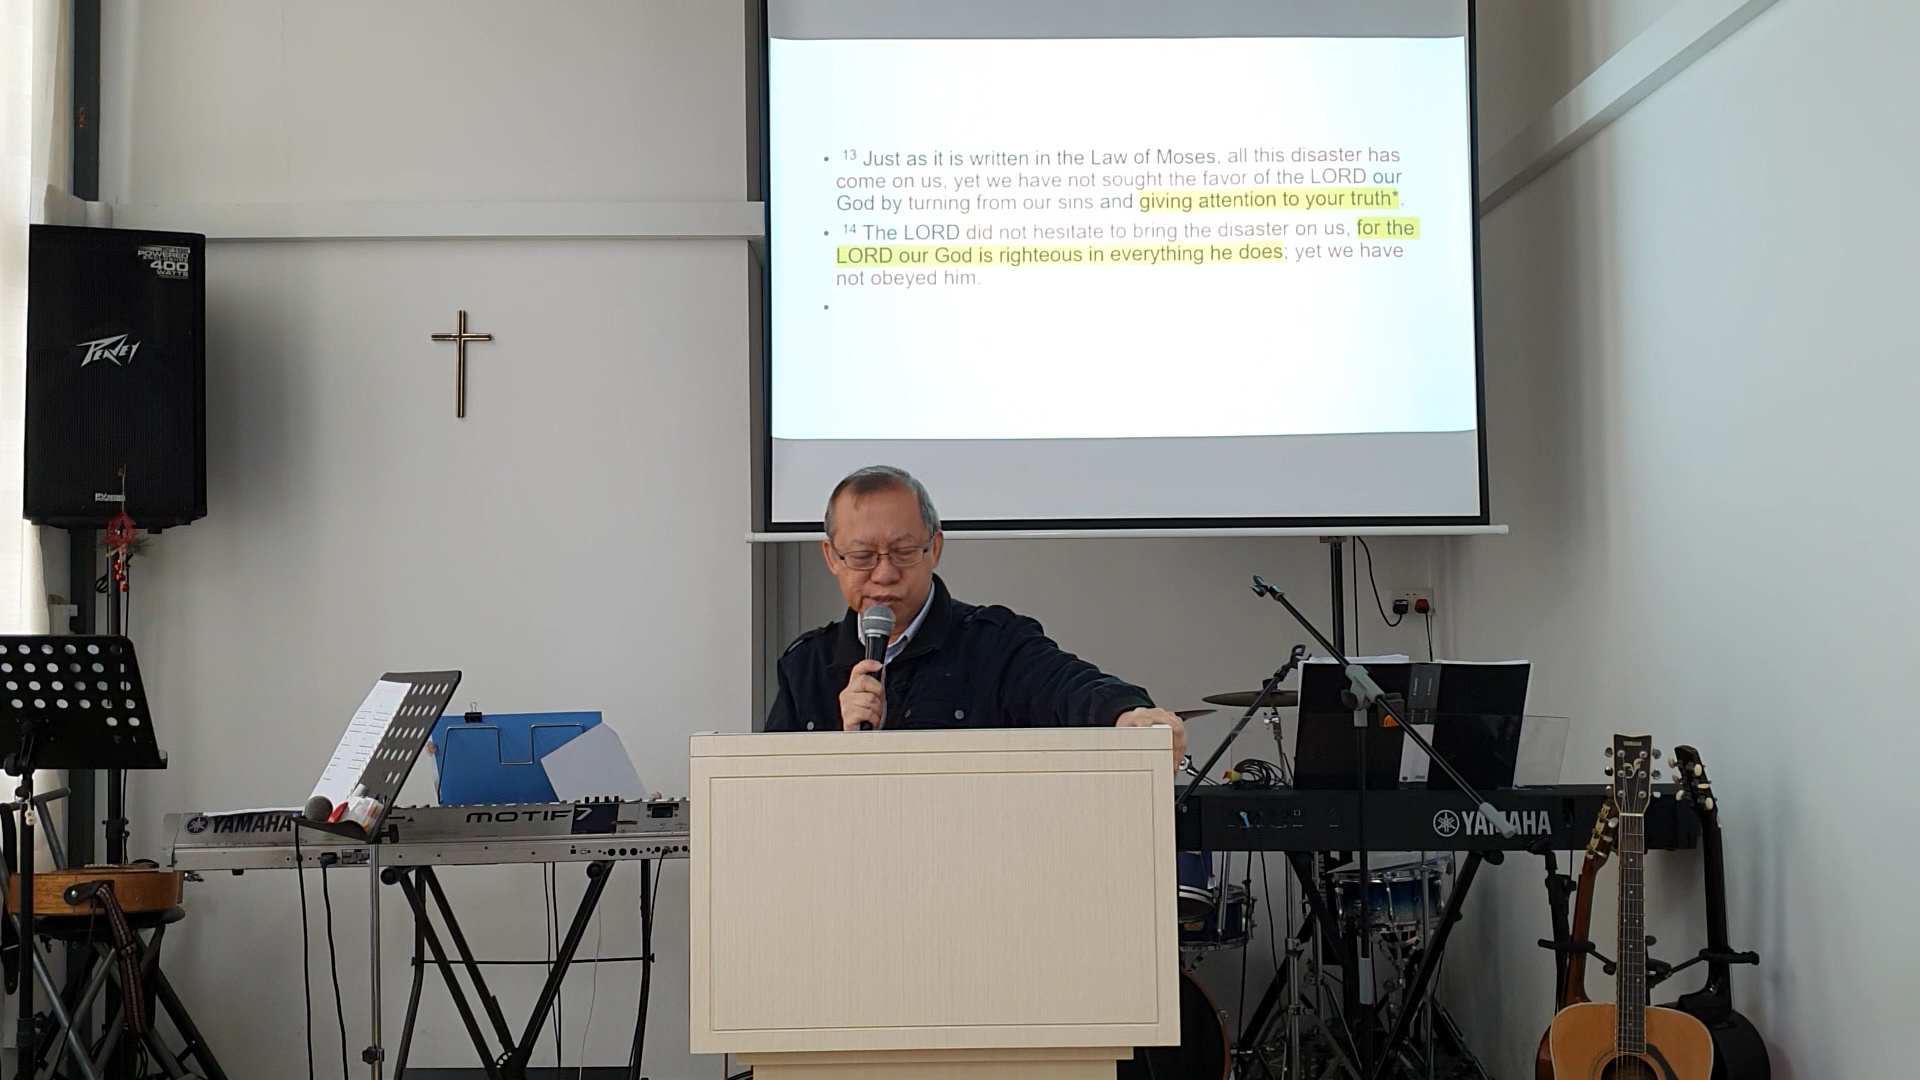 • 13 Just as it is written in the Law of Moses, all this disaster has
come on us, yet we have not sought the favor of the LORD our
God by turning from our sins and giving attention to your truth*.
• 14 The LORD did not hesitate to bring the disaster on us, for the
LORD our God is righteous in everything he does; yet we have
not obeyed him.
•
POWERED
400
WATTS
PEAVEY
YAMAHA
MOTIF 7
YAMAHA